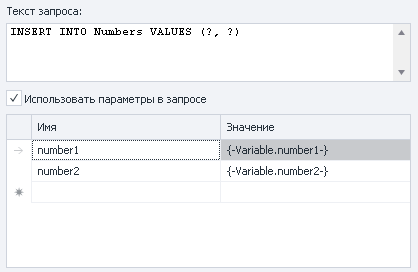 Текст запроса:
INSERT INTO Numbers VALUES (?, ?)
Использовать параметры в запросе
Имя Значение
number1 {-Variable.number1-}
number2 {-Variable.number2-}